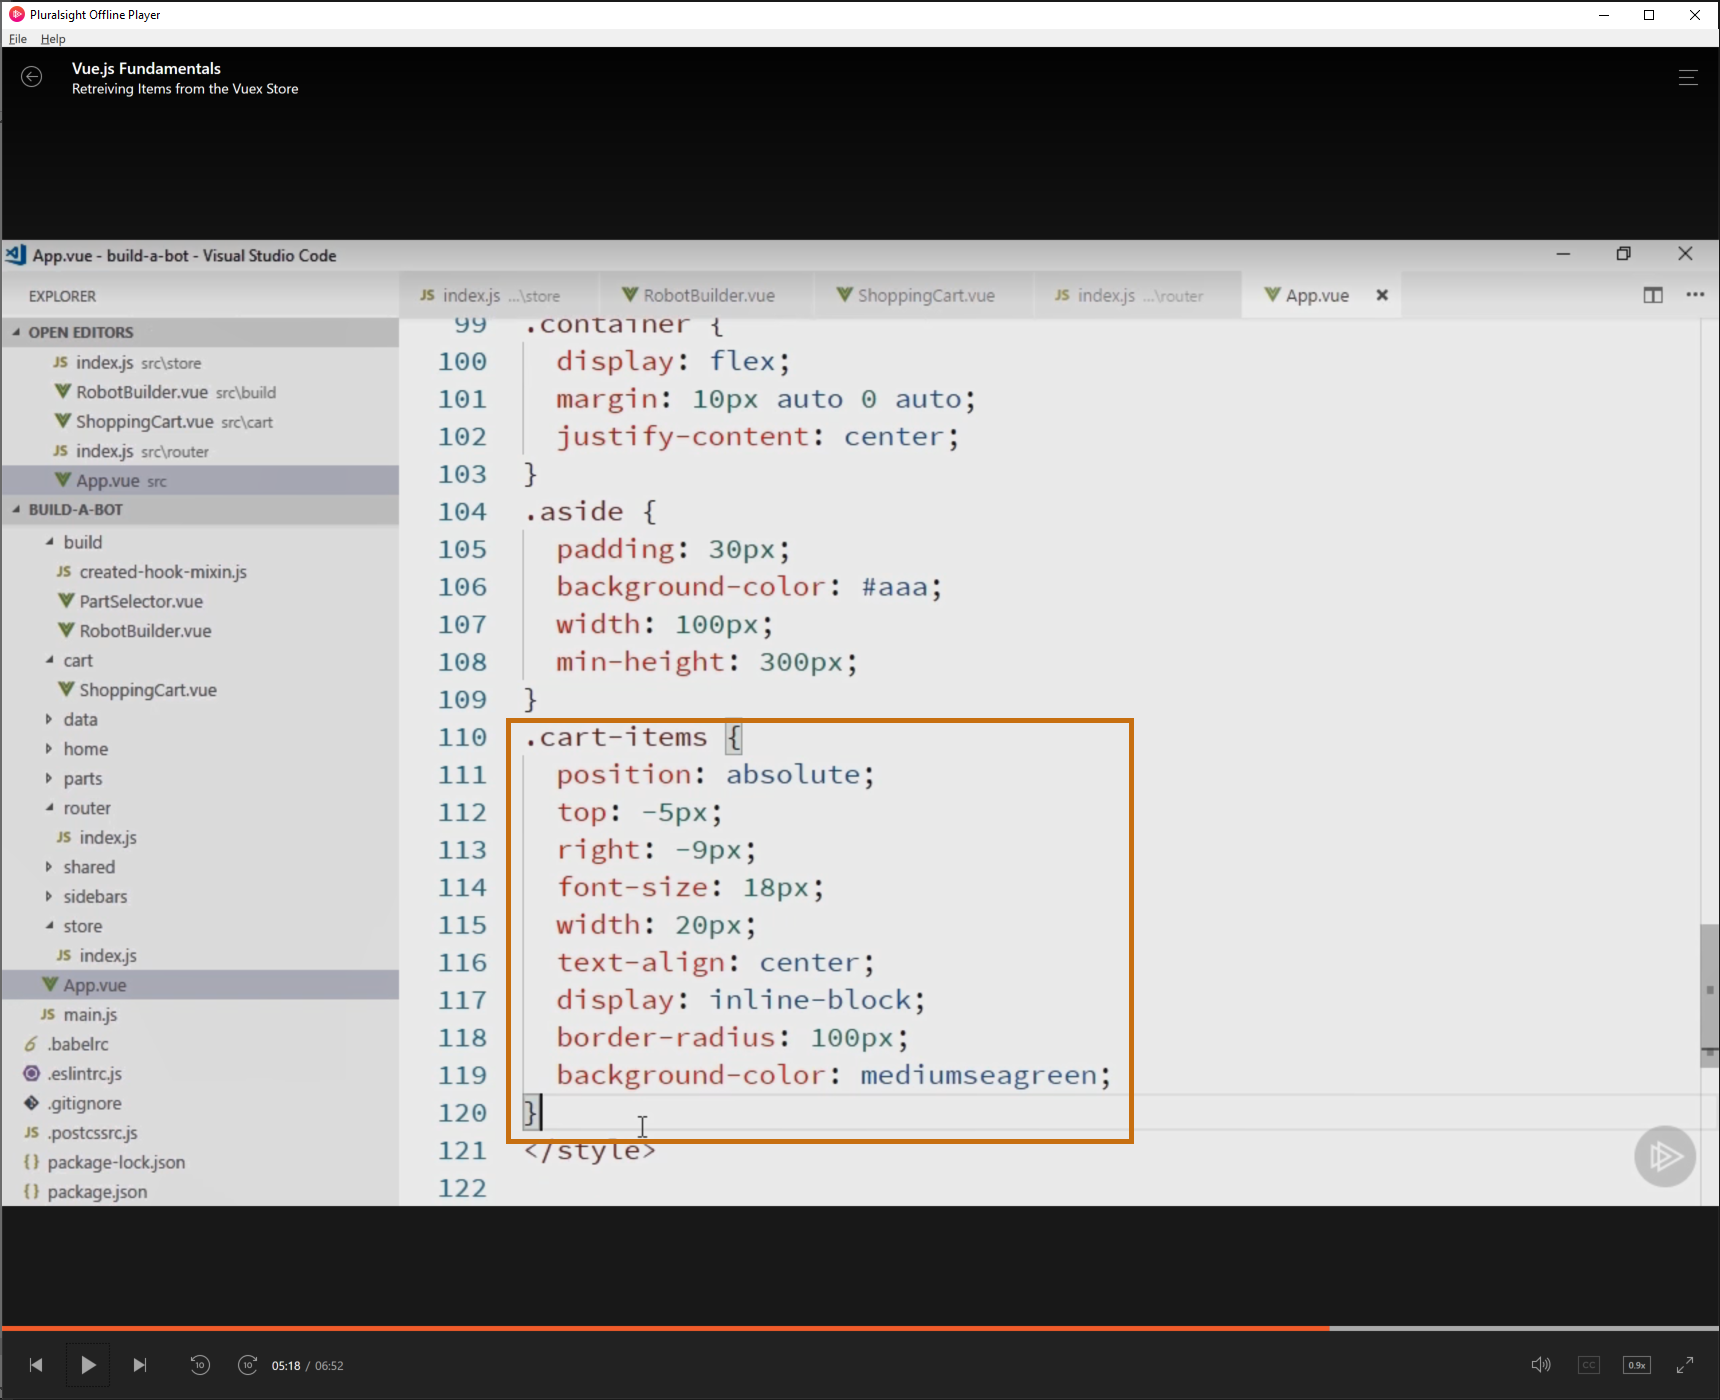 Pluralsight Offline Player
File Help
Vue.js Fundamentals
Retreiving Items from the Vuex Store
App.vue - build-a-bot - Visual Studio Code
EXPLORER
JS index.js ...\store
RobotBuilder.vue
ShoppingCart.vue
JS index.js ...\router
App.vue
OPEN EDITORS
JS index.js src\store
RobotBuilder.vue src\build
ShoppingCart.vue src\cart
JS index.js src\router
App.vue src
BUILD-A-BOT
build
JS created-hook-mixin.js
PartSelector.vue
RobotBuilder.vue
cart
ShoppingCart.vue
data
home
parts
router
JS index.js
shared
sidebars
store
JS index.js
App.vue
JS main.js
.babelrc
.eslintrc.js
.gitignore
JS .postcssrc.js
{} package-lock.json
{} package.json
99 .container {
100 display: flex;
101 margin: 10px auto 0 auto;
102 justify-content: center;
103 }
104 .aside {
105 padding: 30px;
106 background-color: #aaa;
107 width: 100px;
108 min-height: 300px;
109 }
110 .cart-items {
111 position: absolute;
112 top: -5px;
113 right: -9px;
114 font-size: 18px;
115 width: 20px;
116 text-align: center;
117 display: inline-block;
118 border-radius: 100px;
119 background-color: mediumseagreen;
120 }
121 </style>
122
10 10 05:18 / 06:52
CC 0.9x